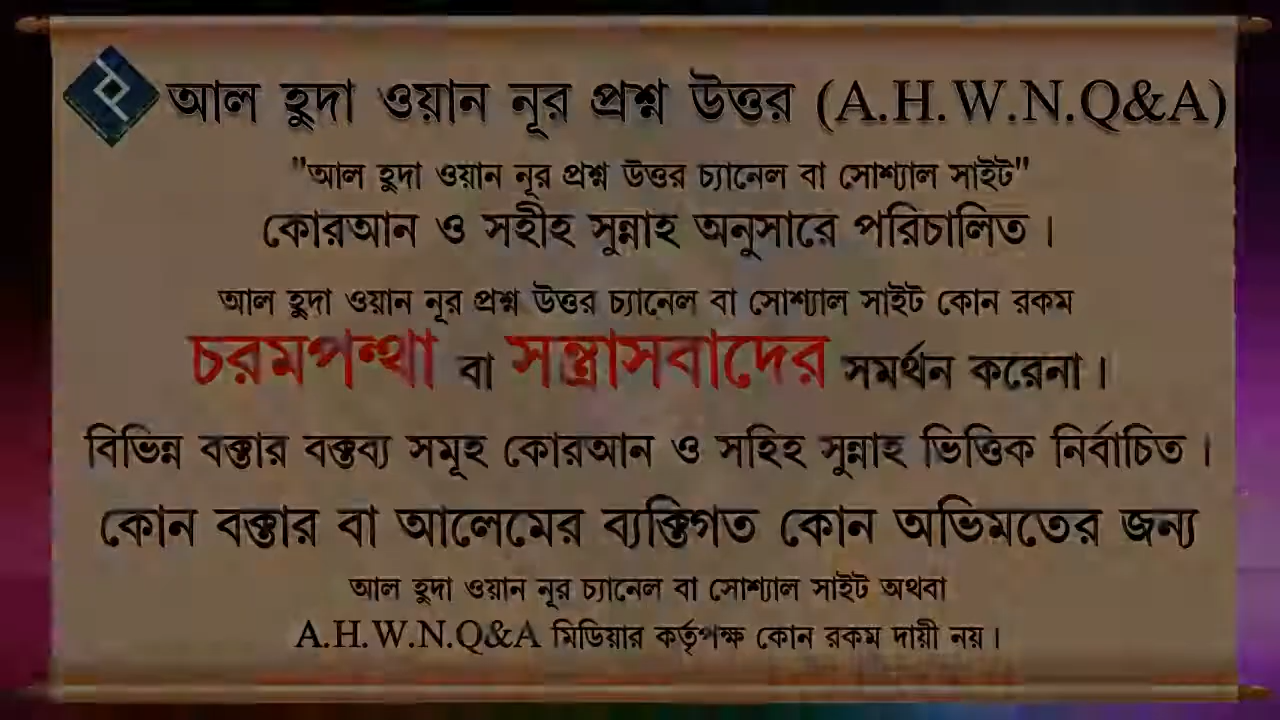 আল হুদা ওয়ান নূর প্রশ্ন উত্তর (A.H.W.N.Q&A)
"আল হুদা ওয়ান নূর প্রশ্ন উত্তর চ্যানেল বা সোশ্যাল সাইট"
কোরআন ও সহীহ সুন্নাহ অনুসারে পরিচালিত ।
আল হুদা ওয়ান নূর প্রশ্ন উত্তর চ্যানেল বা সোশ্যাল সাইট কোন রকম
চরমপন্থা বা সন্ত্রাসবাদের সমর্থন করেনা ।
বিভিন্ন বক্তার বক্তব্য সমূহ কোরআন ও সহিহ সুন্নাহ ভিত্তিক নির্বাচিত ।
কোন বক্তার বা আলেমের ব্যক্তিগত কোন অভিমতের জন্য
আল হুদা ওয়ান নূর চ্যানেল বা সোশ্যাল সাইট অথবা
A.H.W.N.Q&A মিডিয়ার কর্তৃপক্ষ কোন রকম দায়ী নয় ।